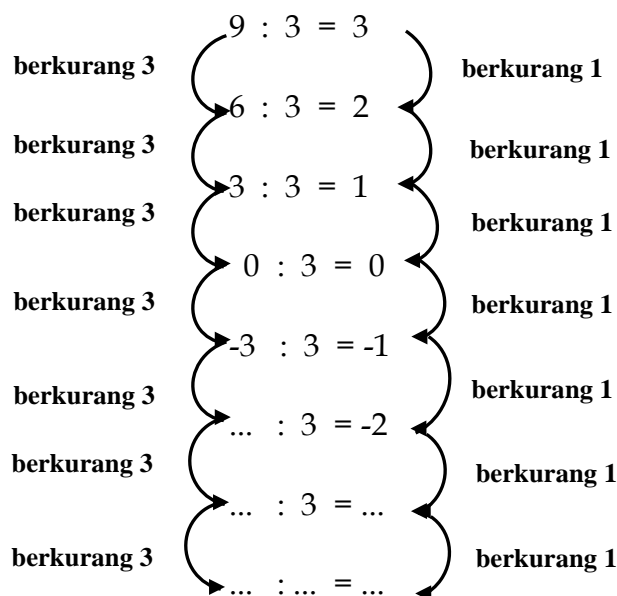 9 : 3 = 3
berkurang 3 berkurang 1
6 : 3 = 2
berkurang 3 berkurang 1
3 : 3 = 1
berkurang 3 berkurang 1
0 : 3 = 0
berkurang 3 berkurang 1
-3 : 3 = -1
berkurang 3 berkurang 1
... : 3 = -2
berkurang 3 berkurang 1
... : 3 = ...
berkurang 3 berkurang 1
... : ... = ...